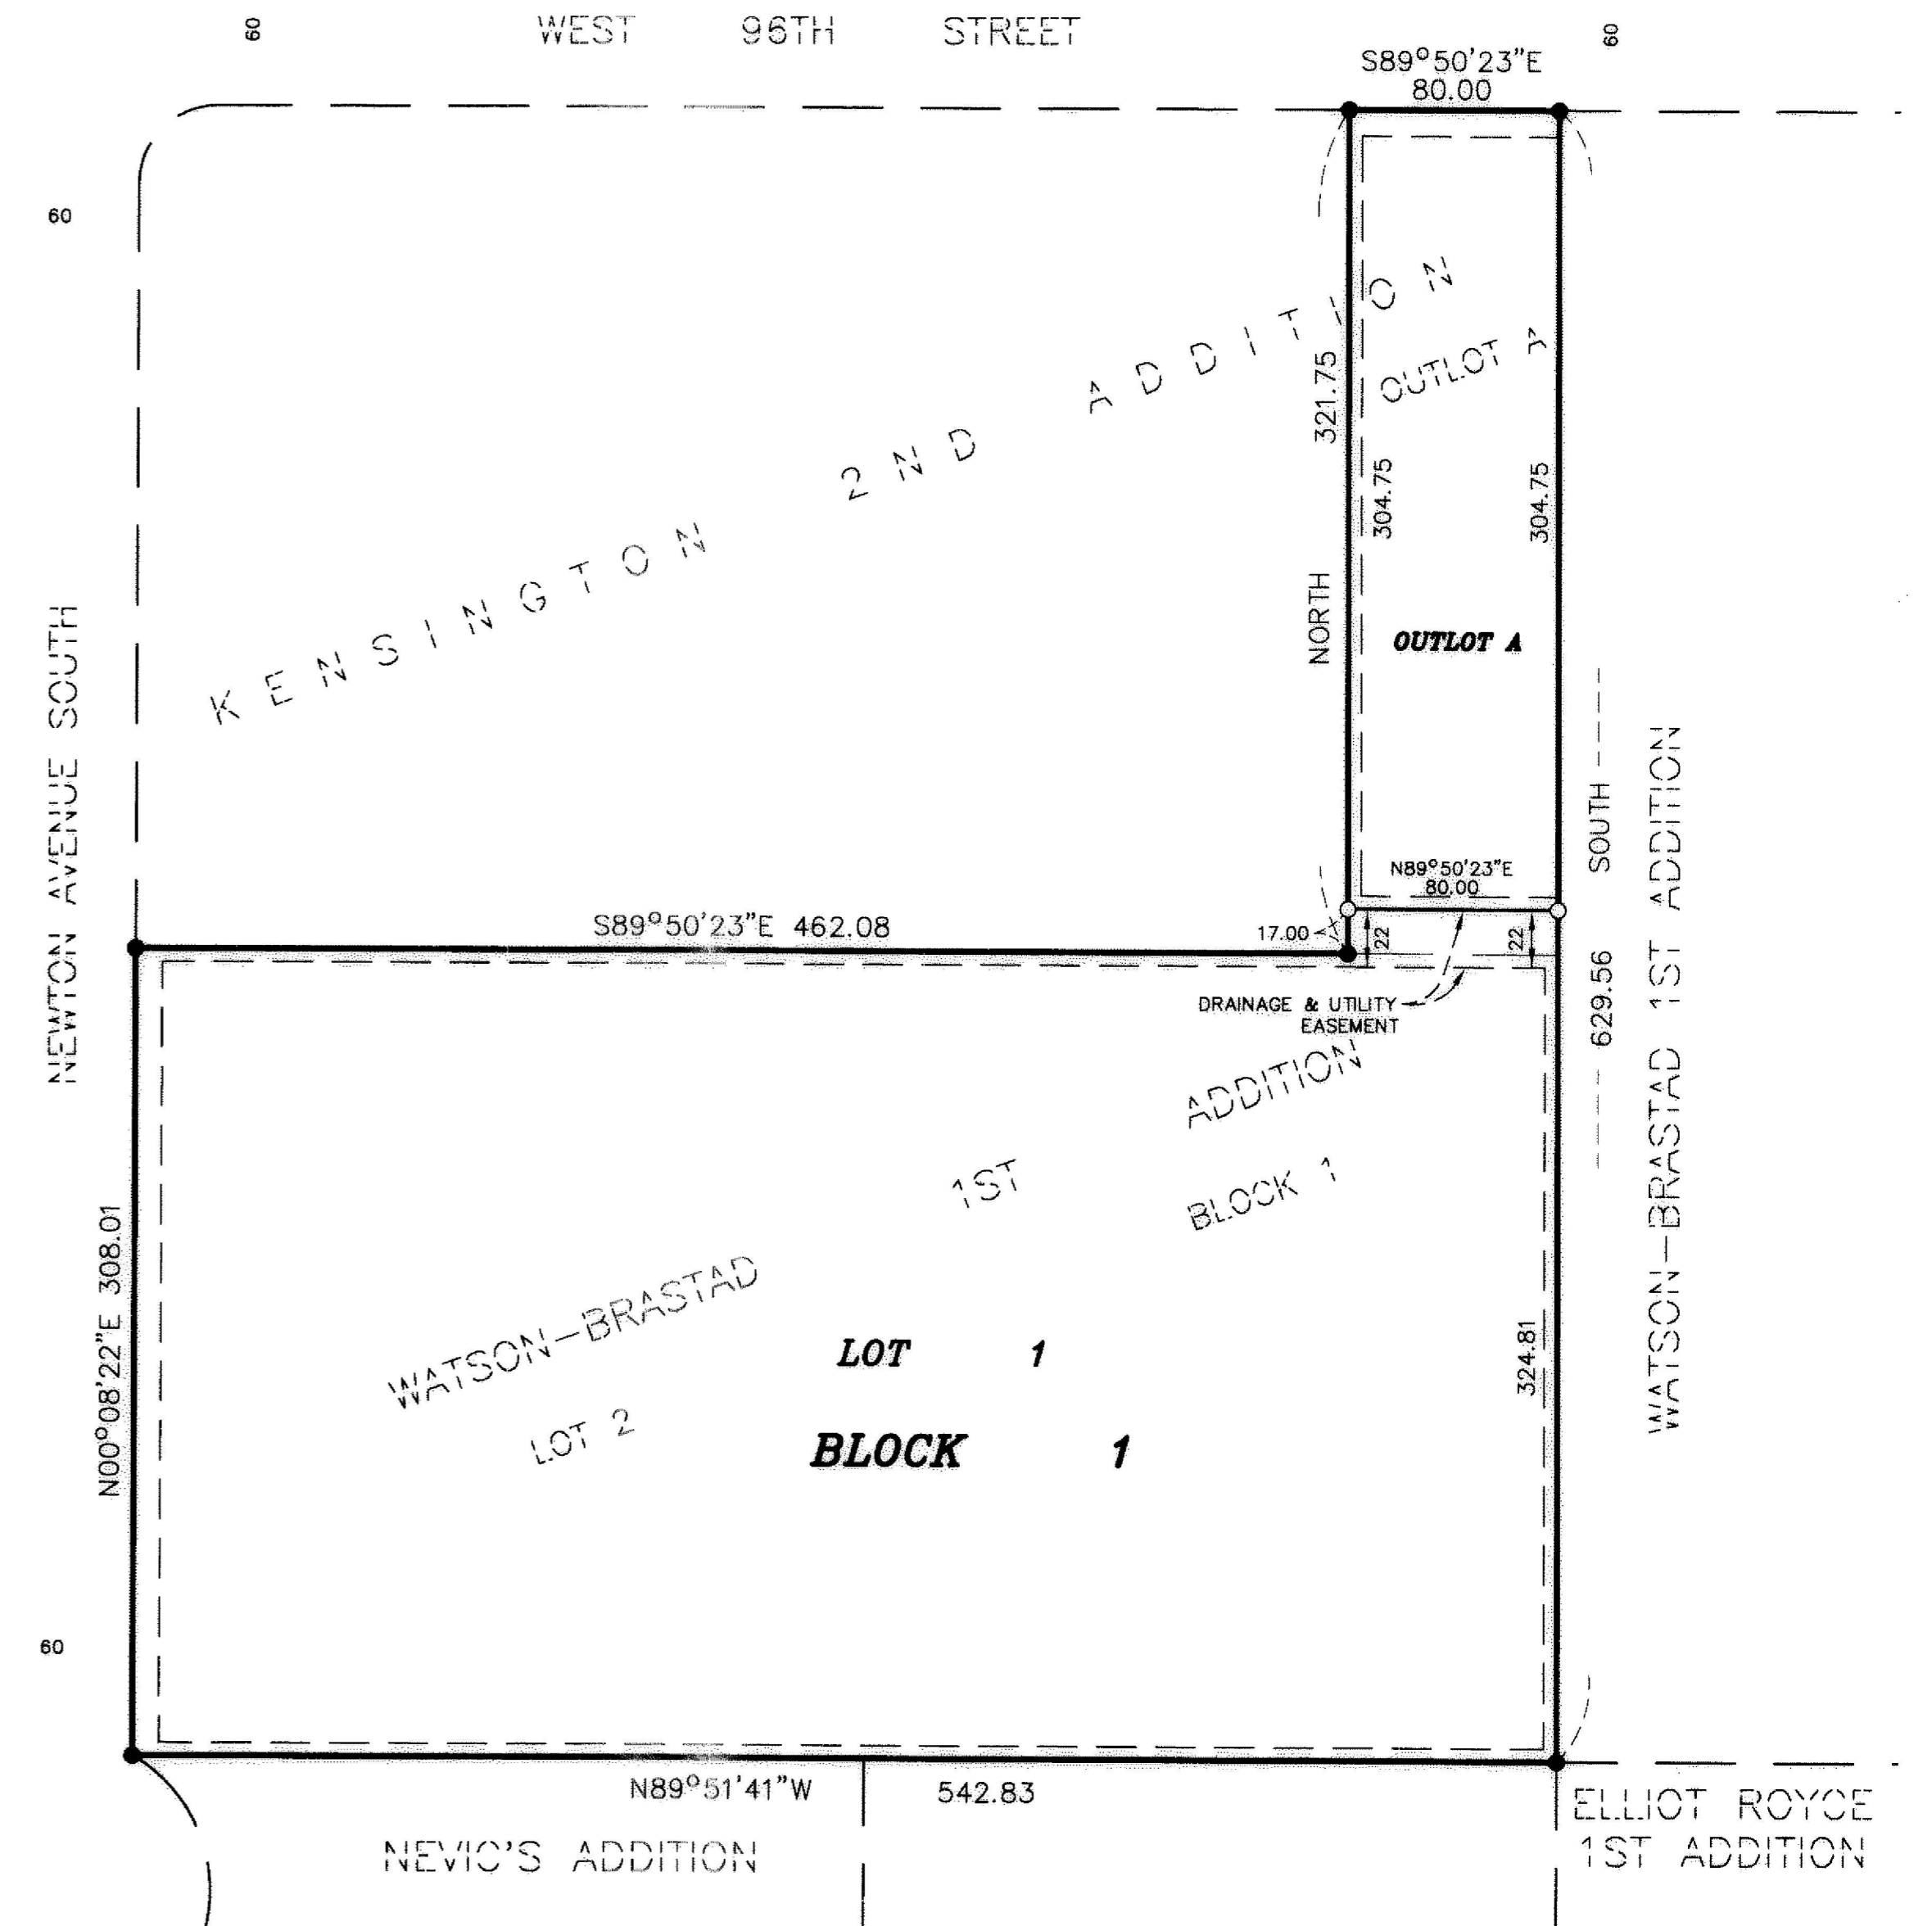 WEST 96TH STREET
60
60
S89°50'23"E
80.00
60
KENSINGTON 2ND ADDITION
OUTLOT A
321.75
304.75
304.75
NORTH
OUTLOT A
NEWTON AVENUE SOUTH
SOUTH
629.56
WATSON-BRASTAD 1ST ADDITION
N89°50'23"E
80.00
S89°50'23"E 462.08
17.00
22
22
DRAINAGE & UTILITY
EASEMENT
WATSON-BRASTAD 1ST ADDITION
LOT 2
BLOCK 1
LOT 1
BLOCK 1
N00°08'22"E 308.01
324.81
60
N89°51'41"W 542.83
NEVIC'S ADDITION
ELLIOT ROYCE
1ST ADDITION